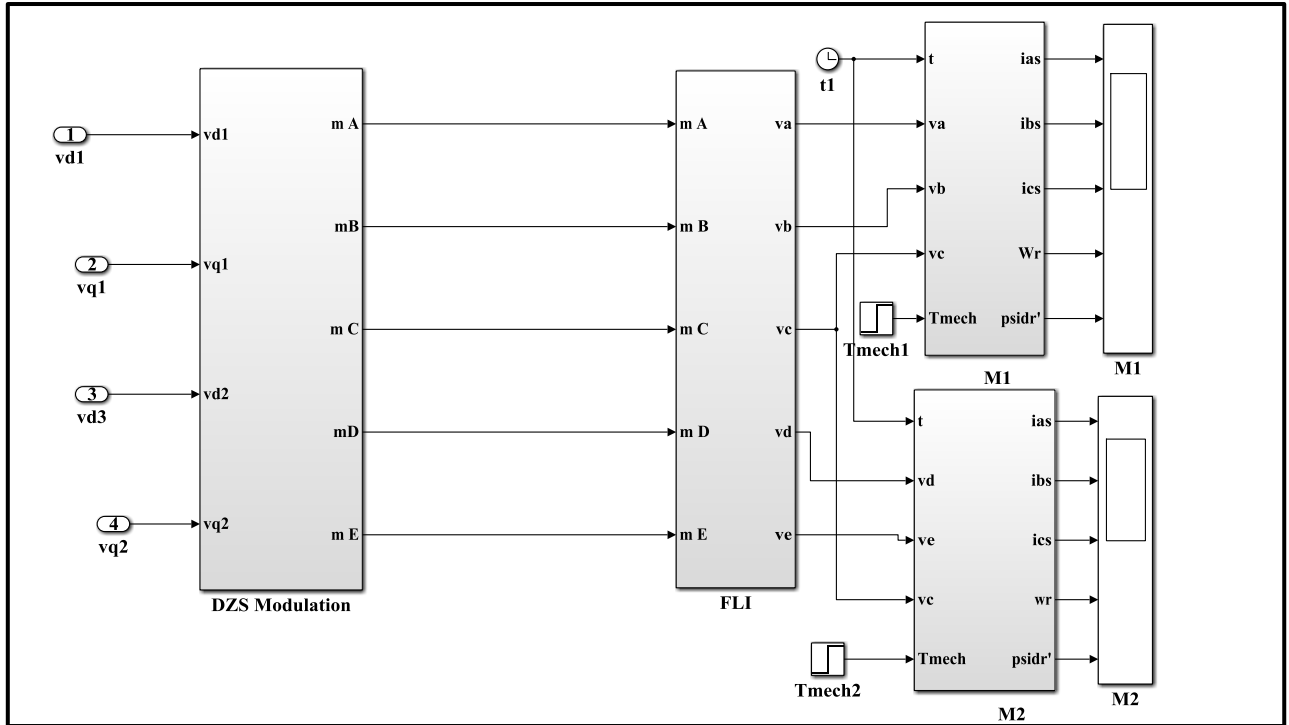 1
vd1
2
vq1
3
vd3
4
vq2
vd1
vq1
vd2
vq2
m A
mB
m C
mD
m E
DZS Modulation
m A
m B
m C
m D
m E
va
vb
vc
vd
ve
FLI
t1
Tmech1
t
va
vb
vc
Tmech
ias
ibs
ics
Wr
psidr'
M1
M1
Tmech2
t
vd
ve
vc
Tmech
ias
ibs
ics
wr
psidr'
M2
M2